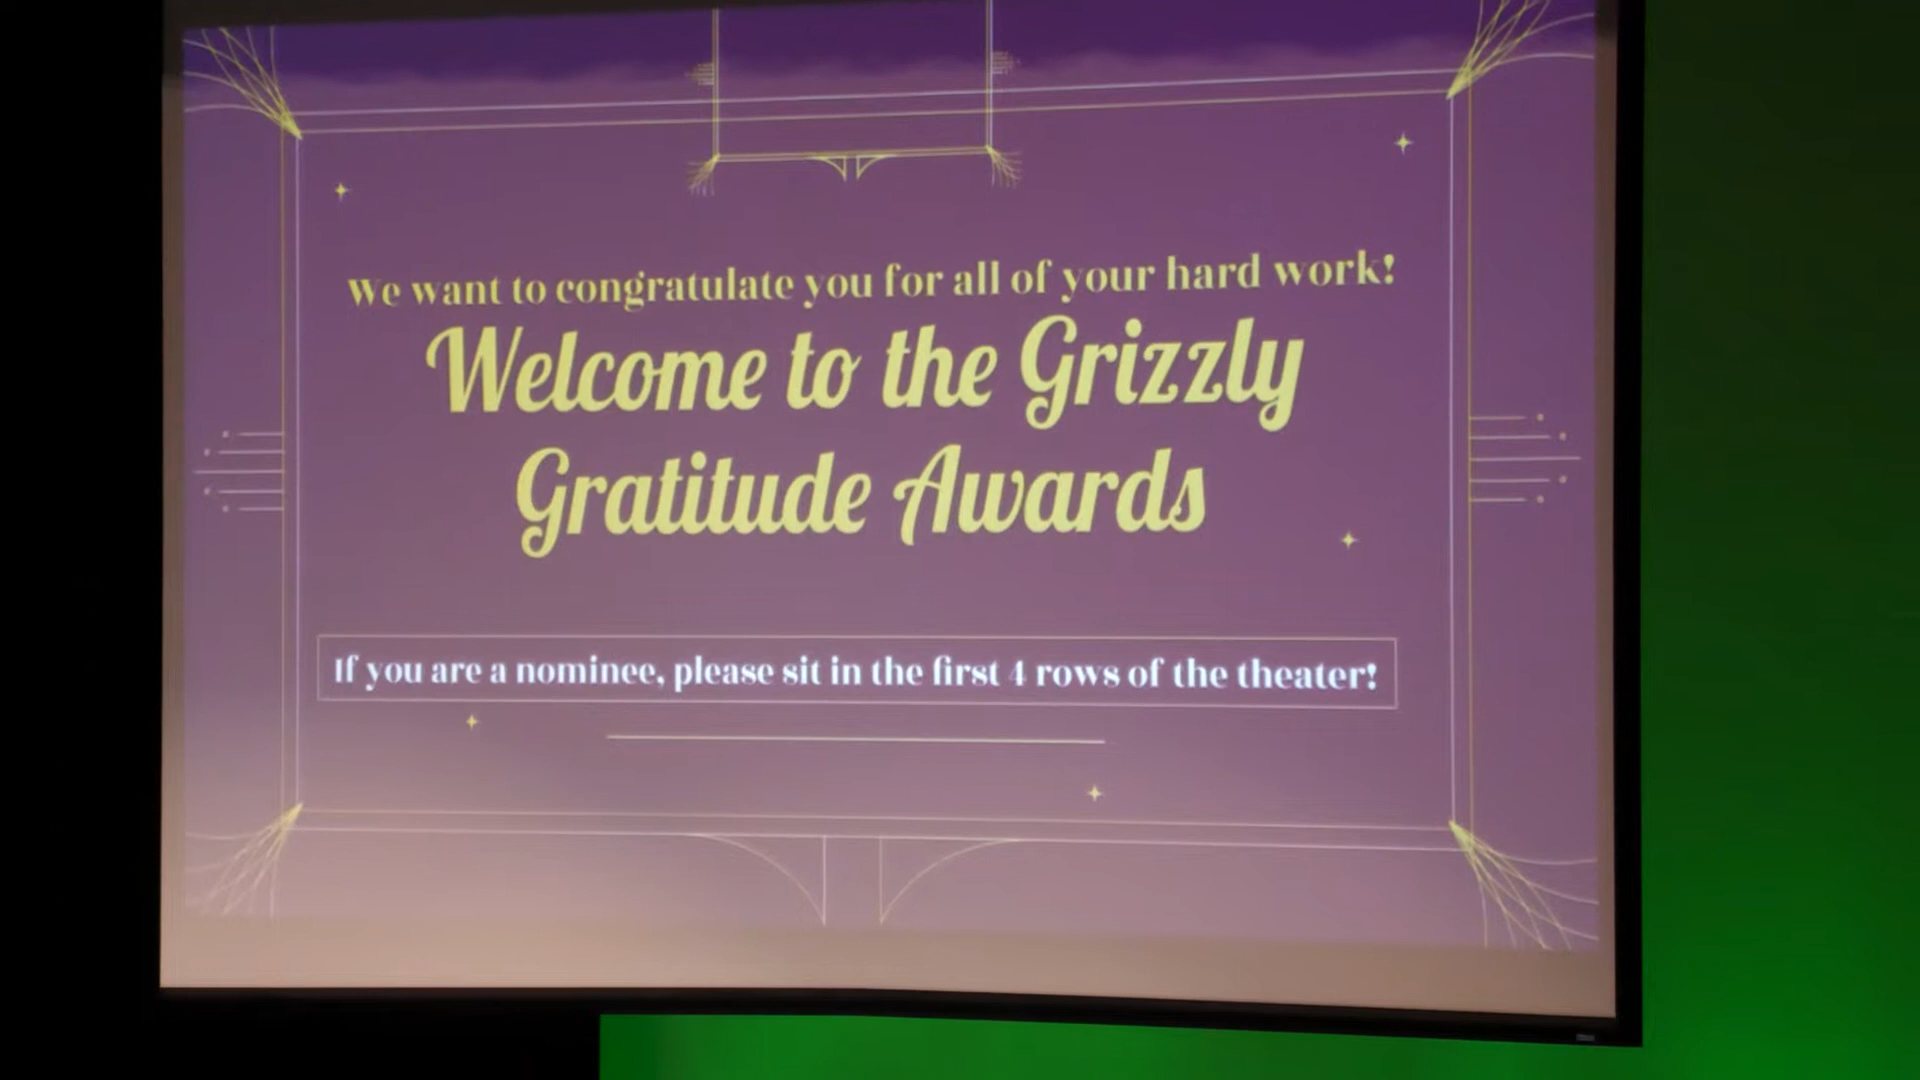 We want to congratulate you for all of your hard work!
Welcome to the Grizzly
Gratitude Awards
If you are a nominee, please sit in the first 4 rows of the theater!